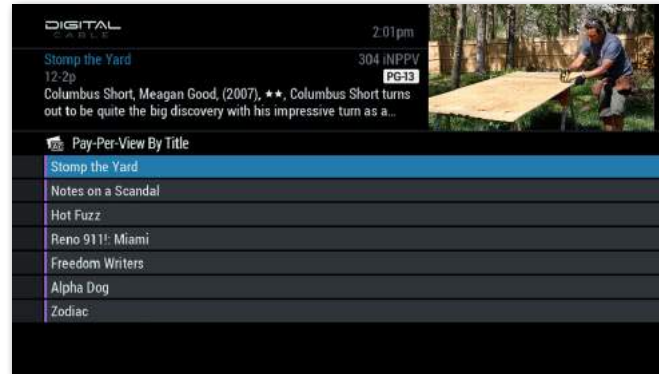 DIGITAL
CABLE
2:01pm
Stomp the Yard 304 iNPPV
12-2p PG-13
Columbus Short, Meagan Good, (2007), ★★, Columbus Short turns
out to be quite the big discovery with his impressive turn as a...
Pay-Per-View By Title
Stomp the Yard
Notes on a Scandal
Hot Fuzz
Reno 911!: Miami
Freedom Writers
Alpha Dog
Zodiac